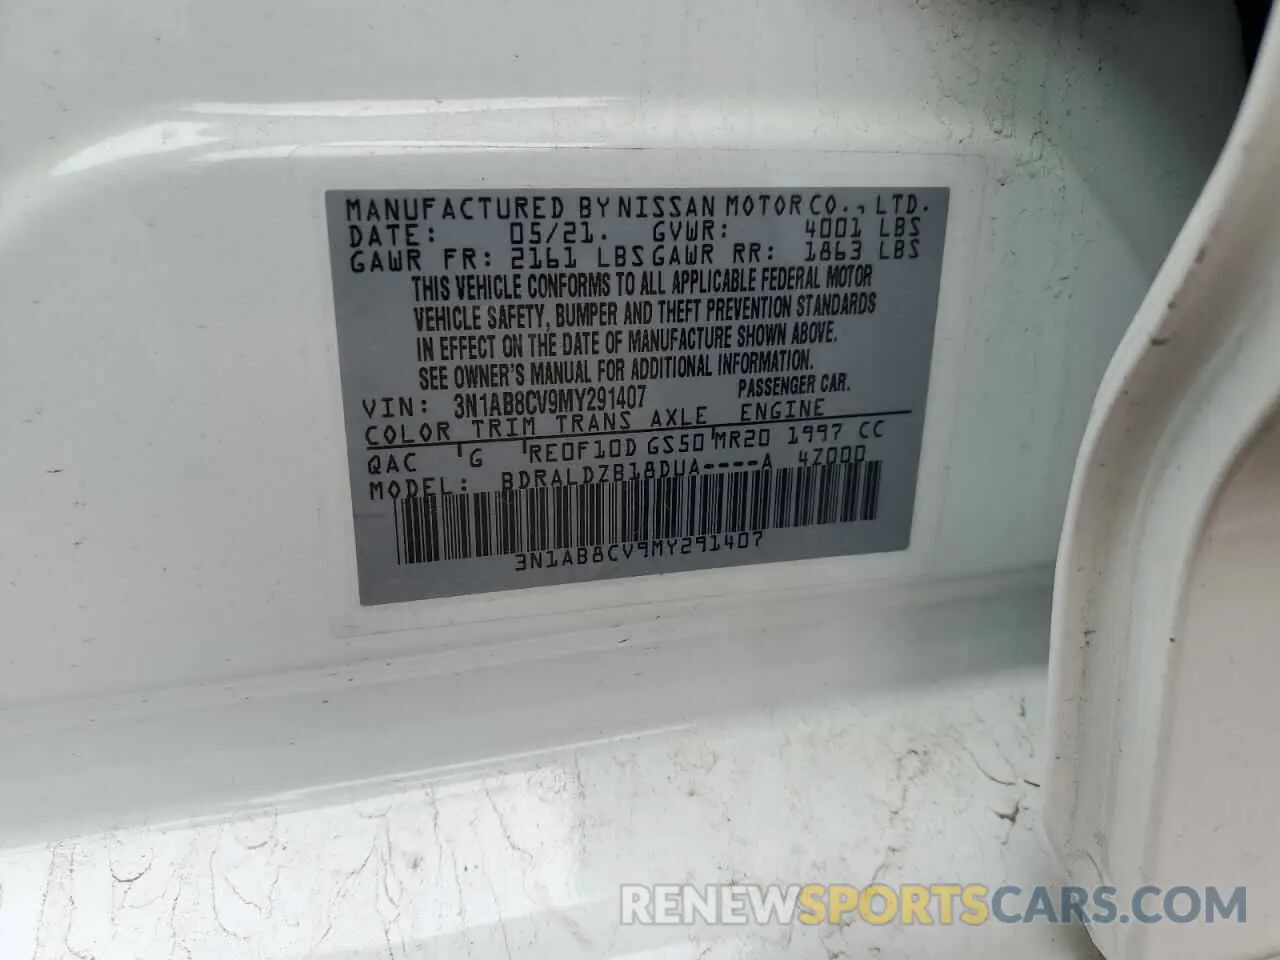 MANUFACTURED BY NISSAN MOTOR CO., LTD.
DATE: 05/21. GVWR: 4001 LBS
GAWR FR: 2161 LBS GAWR RR: 1863 LBS
THIS VEHICLE CONFORMS TO ALL APPLICABLE FEDERAL MOTOR
VEHICLE SAFETY, BUMPER AND THEFT PREVENTION STANDARDS
IN EFFECT ON THE DATE OF MANUFACTURE SHOWN ABOVE.
SEE OWNER'S MANUAL FOR ADDITIONAL INFORMATION.
VIN: 3N1AB8CV9MY291407 PASSENGER CAR.
COLOR TRIM TRANS AXLE ENGINE
QAC G RE0F10D GS50 MR20 1997 CC
MODEL: BDRALDZB18DUA----A 4Z000
3N1AB8CV9MY291407
RENEWSPORTSCARS.COM